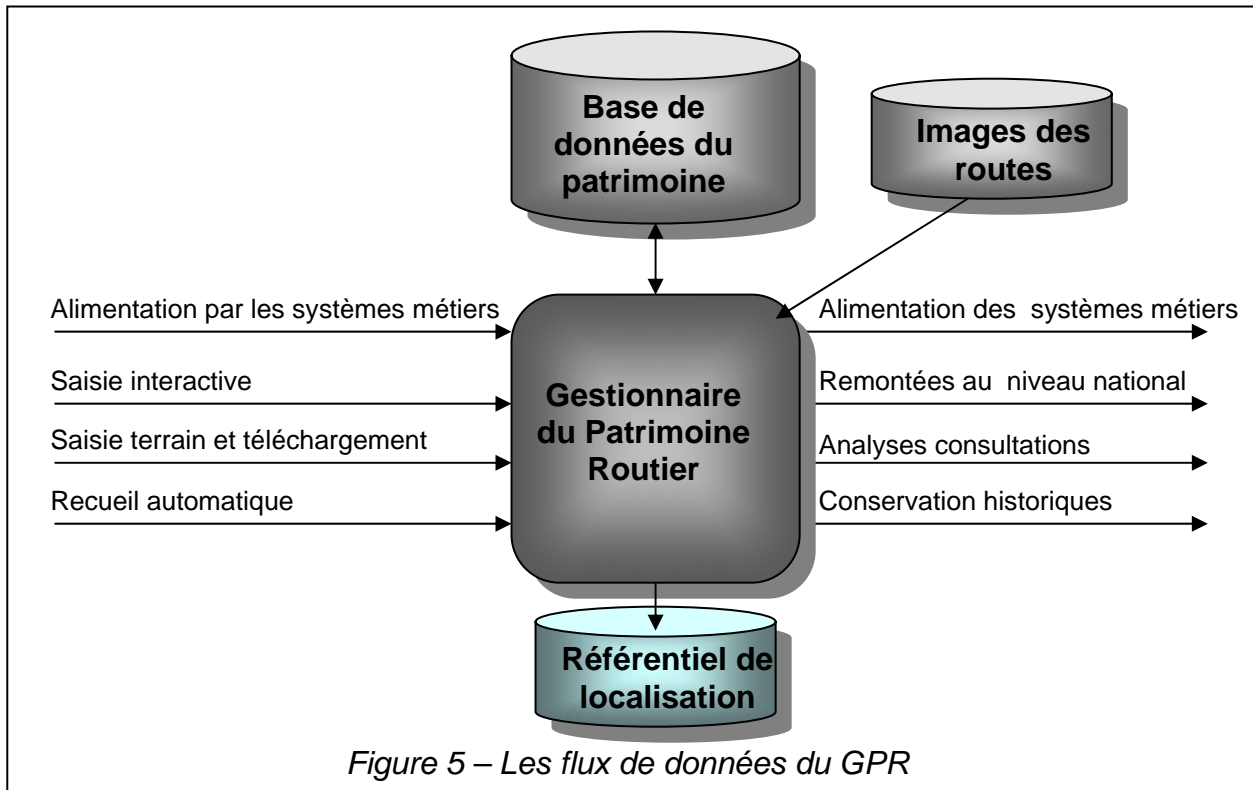 Base de
données du
patrimoine
Images des
routes
Alimentation par les systèmes métiers
Saisie interactive
Saisie terrain et téléchargement
Recueil automatique
Gestionnaire
du Patrimoine
Routier
Alimentation des systèmes métiers
Remontées au niveau national
Analyses consultations
Conservation historiques
Référentiel de
localisation
Figure 5 – Les flux de données du GPR